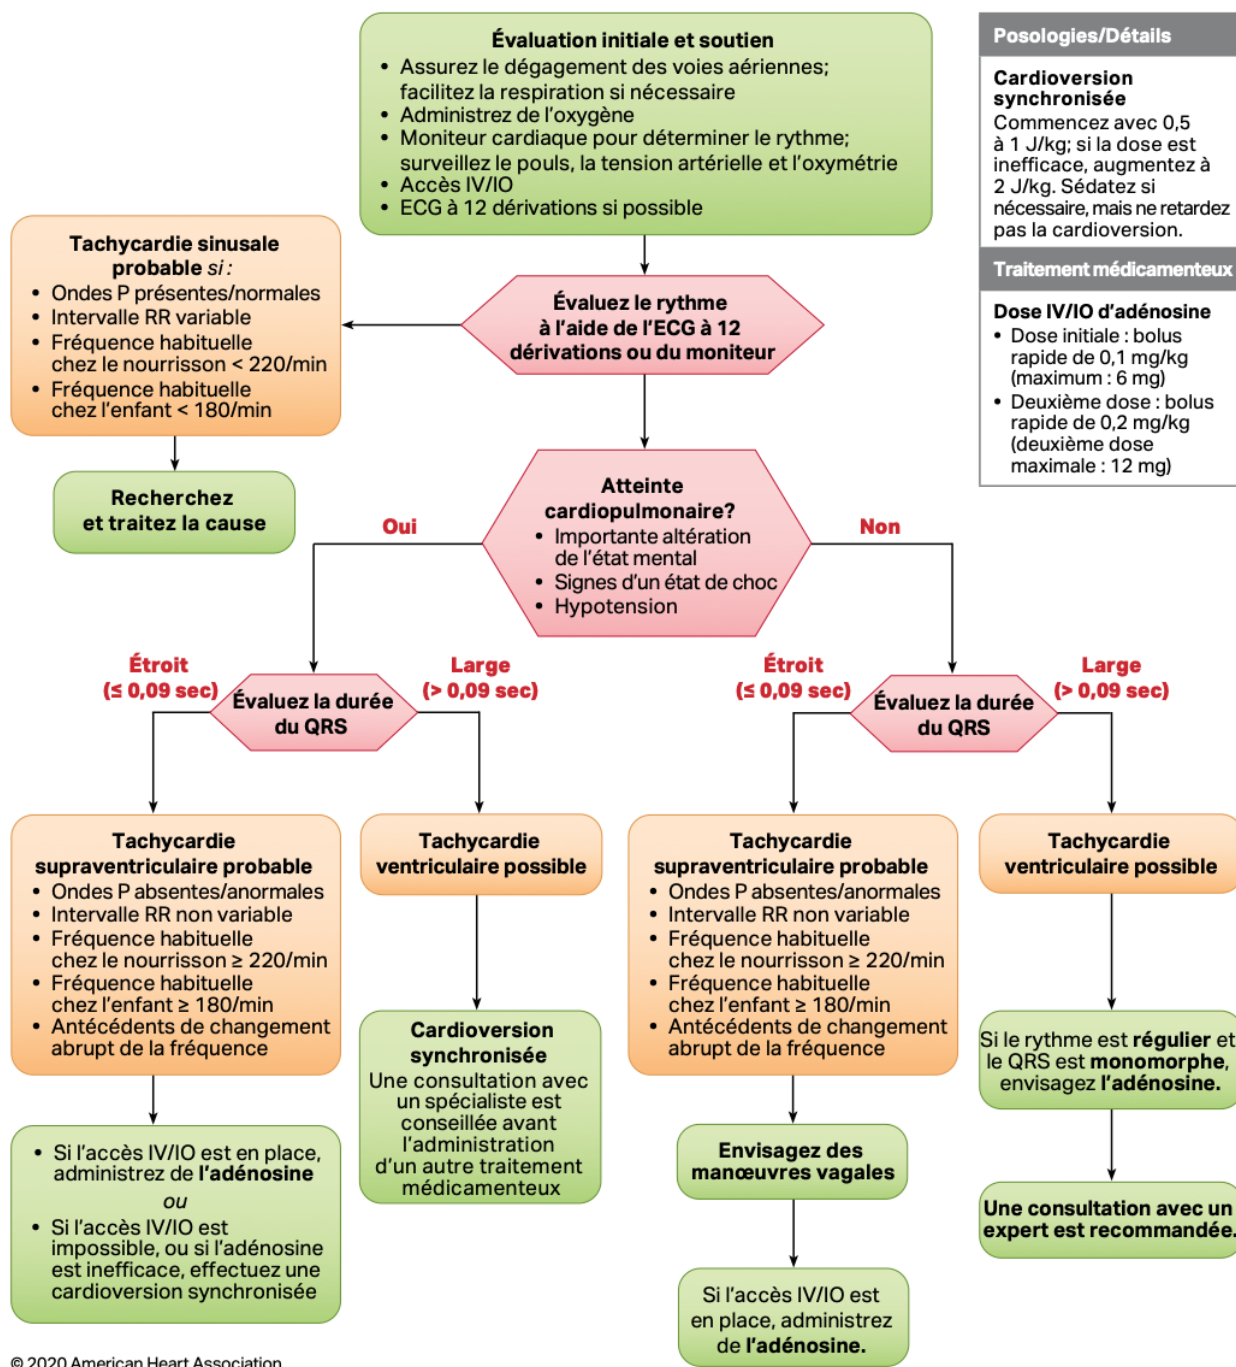 Évaluation initiale et soutien
• Assurez le dégagement des voies aériennes;
facilitez la respiration si nécessaire
• Administrez de l’oxygène
• Moniteur cardiaque pour déterminer le rythme;
surveillez le pouls, la tension artérielle et l’oxymétrie
• Accès IV/IO
• ECG à 12 dérivations si possible
Posologies/Détails
Cardioversion
synchronisée
Commencez avec 0,5
à 1 J/kg; si la dose est
inefficace, augmentez à
2 J/kg. Sédatez si
nécessaire, mais ne retardez
pas la cardioversion.
Traitement médicamenteux
Dose IV/IO d’adénosine
• Dose initiale : bolus
rapide de 0,1 mg/kg
(maximum : 6 mg)
• Deuxième dose : bolus
rapide de 0,2 mg/kg
(deuxième dose
maximale : 12 mg)
Tachycardie sinusale
probable si :
• Ondes P présentes/normales
• Intervalle RR variable
• Fréquence habituelle
chez le nourrisson < 220/min
• Fréquence habituelle
chez l’enfant < 180/min
Évaluez le rythme
à l’aide de l’ECG à 12
dérivations ou du moniteur
Recherchez
et traitez la cause
Atteinte
cardiopulmonaire?
• Importante altération
de l’état mental
• Signes d’un état de choc
• Hypotension
Oui
Non
Étroit
(≤ 0,09 sec)
Évaluez la durée
du QRS
Large
(> 0,09 sec)
Étroit
(≤ 0,09 sec)
Évaluez la durée
du QRS
Large
(> 0,09 sec)
Tachycardie
supraventriculaire probable
• Ondes P absentes/anormales
• Intervalle RR non variable
• Fréquence habituelle
chez le nourrisson ≥ 220/min
• Fréquence habituelle
chez l’enfant ≥ 180/min
• Antécédents de changement
abrupt de la fréquence
Tachycardie
ventriculaire possible
Tachycardie
supraventriculaire probable
• Ondes P absentes/anormales
• Intervalle RR non variable
• Fréquence habituelle
chez le nourrisson ≥ 220/min
• Fréquence habituelle
chez l’enfant ≥ 180/min
• Antécédents de changement
abrupt de la fréquence
Tachycardie
ventriculaire possible
• Si l’accès IV/IO est en place,
administrez de l’adénosine
ou
• Si l’accès IV/IO est
impossible, ou si l’adénosine
est inefficace, effectuez une
cardioversion synchronisée
Cardioversion
synchronisée
Une consultation avec
un spécialiste est
conseillée avant
l’administration
d’un autre traitement
médicamenteux
Envisagez des
manœuvres vagales
Si l’accès IV/IO est
en place, administrez
de l’adénosine.
Si le rythme est régulier et
le QRS est monomorphe,
envisagez l’adénosine.
Une consultation avec un
expert est recommandée.
© 2020 American Heart Association